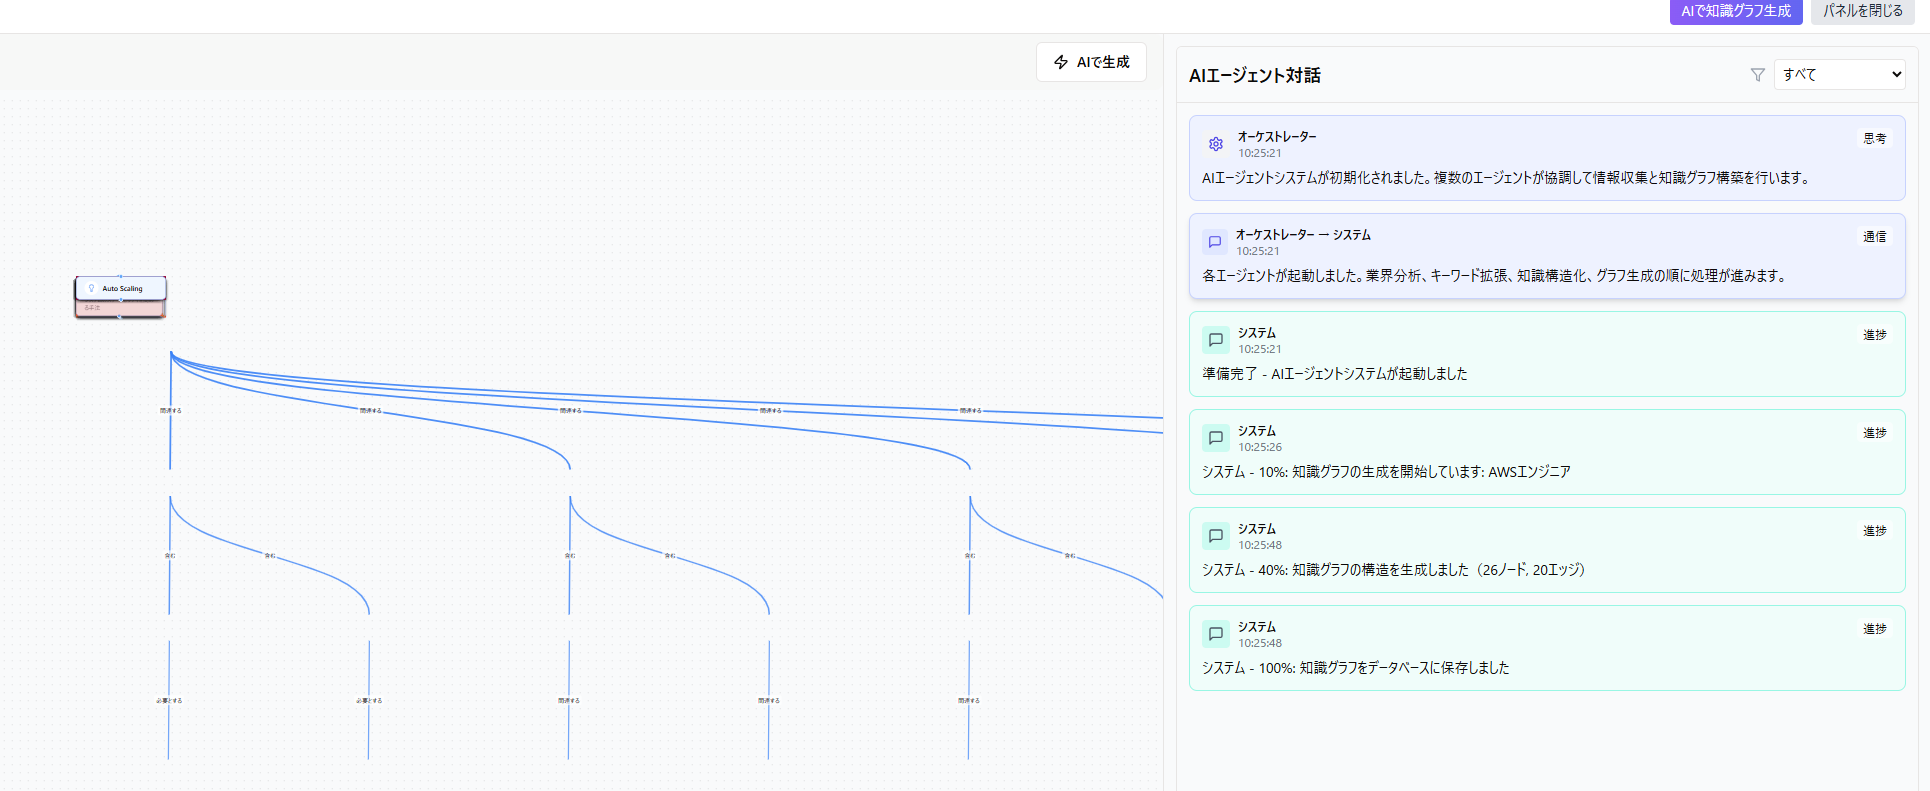 AIで知識グラフ生成
パネルを閉じる
AIで生成
AIエージェント対話
すべて
オーケストレーター
思考
10:25:21
AIエージェントシステムが初期化されました。複数のエージェントが協調して情報収集と知識グラフ構築を行います。
オーケストレーター → システム
通信
10:25:21
各エージェントが起動しました。業界分析、キーワード拡張、知識構造化、グラフ生成の順に処理が進みます。
システム
進捗
10:25:21
準備完了 - AIエージェントシステムが起動しました
システム
進捗
10:25:26
システム - 10%: 知識グラフの生成を開始しています: AWSエンジニア
システム
進捗
10:25:48
システム - 40%: 知識グラフの構造を生成しました（26ノード, 20エッジ）
システム
進捗
10:25:48
システム - 100%: 知識グラフをデータベースに保存しました
Auto Scaling
関連する
関連する
関連する
関連する
関連する
含む
含む
含む
含む
含む
含む
必要とする
必要とする
関連する
関連する
関連する